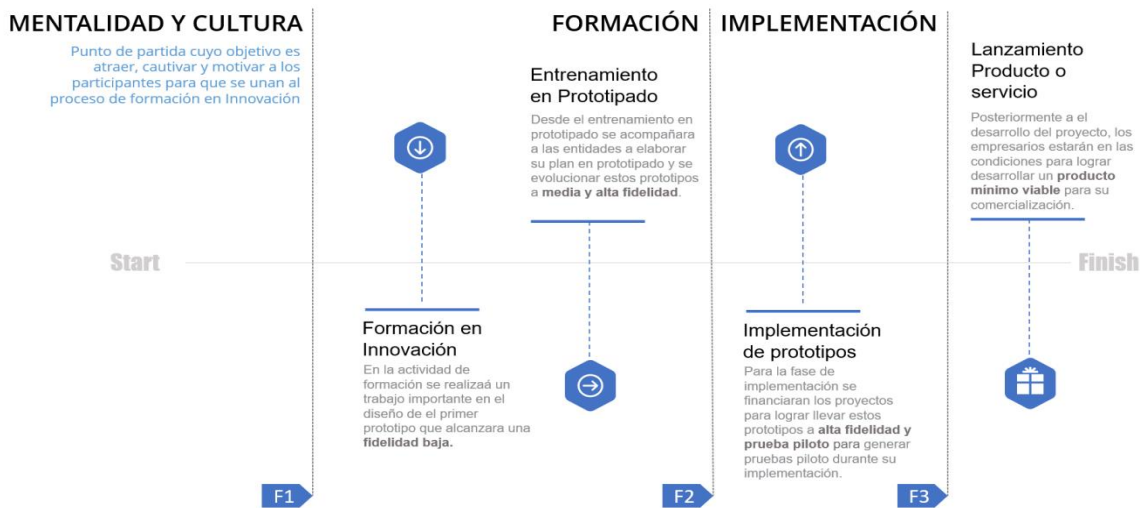 MENTALIDAD Y CULTURA
Punto de partida cuyo objetivo es
atraer, cautivar y motivar a los
participantes para que se unan al
proceso de formación en Innovación
FORMACIÓN
IMPLEMENTACIÓN
Entrenamiento
en Prototipado
Desde el entrenamiento en
prototipado se acompañara
a las entidades a elaborar
su plan en prototipado y se
evolucionar estos prototipos
a media y alta fidelidad.
Lanzamiento
Producto o
servicio
Posteriormente a el
desarrollo del proyecto, los
empresarios estarán en las
condiciones para lograr
desarrollar un producto
mínimo viable para su
comercialización.
Start
Finish
Formación en
Innovación
En la actividad de
formación se realizaá un
trabajo importante en el
diseño de el primer
prototipo que alcanzara una
fidelidad baja.
Implementación
de prototipos
Para la fase de
implementación se
financiaran los proyectos
para lograr llevar estos
prototipos a alta fidelidad y
prueba piloto para generar
pruebas piloto durante su
implementación.
F1
F2
F3